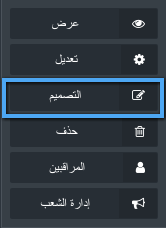 عرض
تعديل
التصميم
حذف
المراقبين
إدارة الشعب